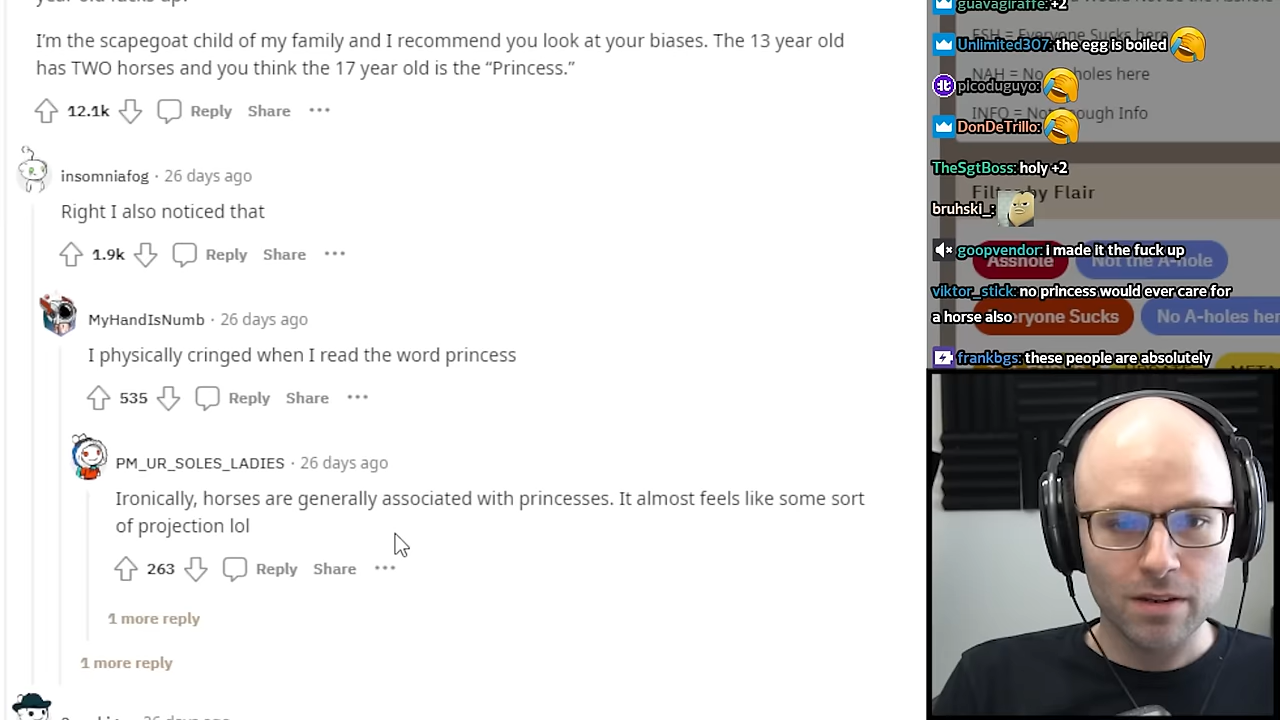 I'm the scapegoat child of my family and I recommend you look at your biases. The 13 year old
has TWO horses and you think the 17 year old is the “Princess.”
12.1k Reply Share
insomniafog · 26 days ago
Right I also noticed that
1.9k Reply Share
MyHandIsNumb · 26 days ago
I physically cringed when I read the word princess
535 Reply Share
PM_UR_SOLES_LADIES · 26 days ago
Ironically, horses are generally associated with princesses. It almost feels like some sort
of projection lol
263 Reply Share
1 more reply
1 more reply
26 days ago
guavagiraffe: +2
ESH = Everyone Sucks here
Unlimited307: the egg is boiled
NAH = No
holes here
picoduguyo:
INFO = Not
ough Info
DonDeTrillo:
TheSgtBoss: holy +2
Filter by Flair
bruhski_:
goopvendor: i made it the fuck up
Asshole
Not the A-hole
viktor_stick: no princess would ever care for
a horse also
Everyone Sucks
No A-holes her
frankbgs: these people are absolutely